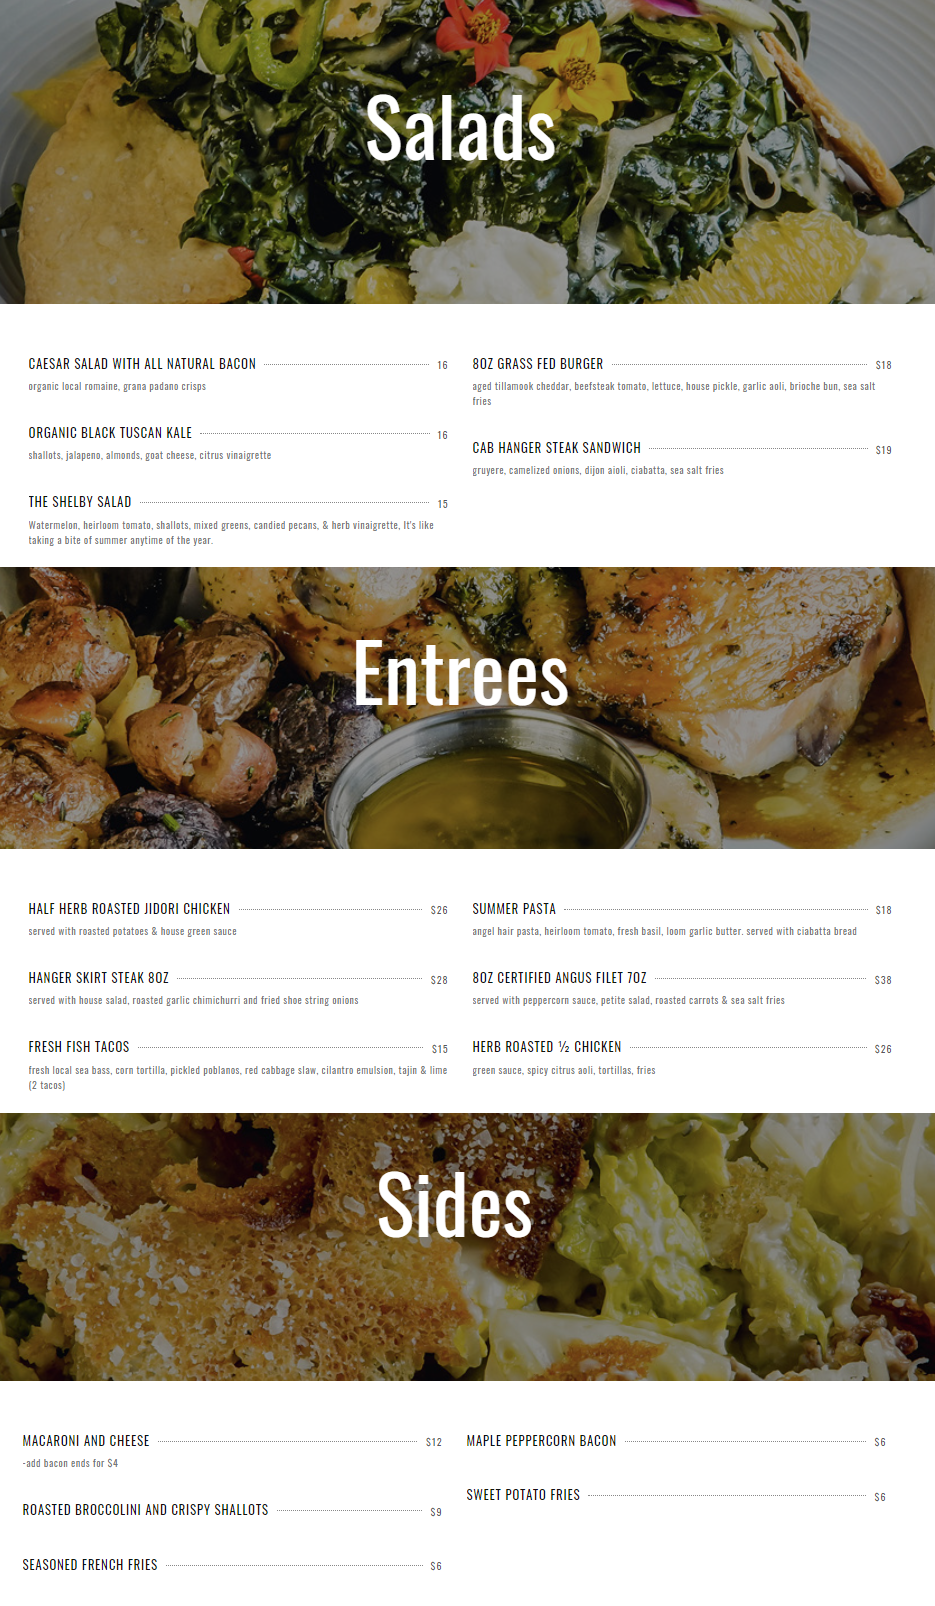 Salads
CAESAR SALAD WITH ALL NATURAL BACON 16
organic local romaine, grana padano crisps
ORGANIC BLACK TUSCAN KALE 16
shallots, jalapeno, almonds, goat cheese, citrus vinaigrette
THE SHELBY SALAD 15
Watermelon, heirloom tomato, shallots, mixed greens, candied pecans, & herb vinaigrette, It's like
taking a bite of summer anytime of the year.
8OZ GRASS FED BURGER $18
aged tillamook cheddar, beefsteak tomato, lettuce, house pickle, garlic aoli, brioche bun, sea salt
fries
CAB HANGER STEAK SANDWICH $19
gruyere, camelized onions, dijon aioli, ciabatta, sea salt fries
Entrees
HALF HERB ROASTED JIDORI CHICKEN $26
served with roasted potatoes & house green sauce
HANGER SKIRT STEAK 8OZ $28
served with house salad, roasted garlic chimichurri and fried shoe string onions
FRESH FISH TACOS $15
fresh local sea bass, corn tortilla, pickled poblanos, red cabbage slaw, cilantro emulsion, tajin & lime
(2 tacos)
SUMMER PASTA $18
angel hair pasta, heirloom tomato, fresh basil, loom garlic butter. served with ciabatta bread
8OZ CERTIFIED ANGUS FILET 7OZ $38
served with peppercorn sauce, petite salad, roasted carrots & sea salt fries
HERB ROASTED ½ CHICKEN $26
green sauce, spicy citrus aoli, tortillas, fries
Sides
MACARONI AND CHEESE $12
-add bacon ends for $4
ROASTED BROCCOLINI AND CRISPY SHALLOTS $9
SEASONED FRENCH FRIES $6
MAPLE PEPPERCORN BACON $6
SWEET POTATO FRIES $6